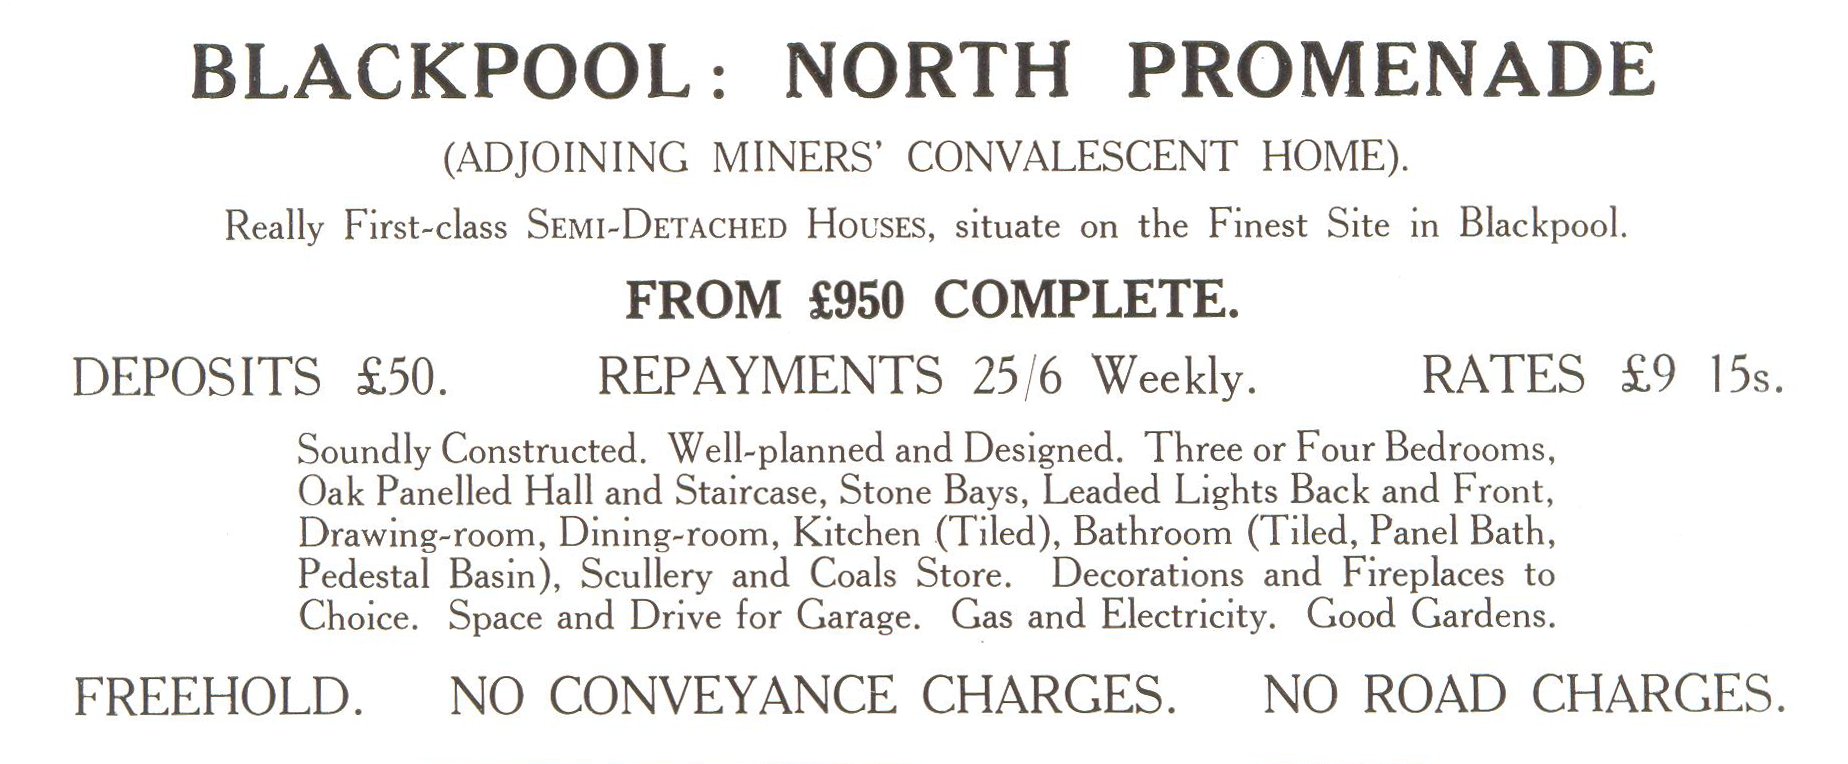 BLACKPOOL: NORTH PROMENADE
(ADJOINING MINERS' CONVALESCENT HOME).
Really First-class SEMI-DETACHED HOUSES, situate on the Finest Site in Blackpool.
FROM £950 COMPLETE.
DEPOSITS £50. REPAYMENTS 25/6 Weekly. RATES £9 15s.
Soundly Constructed. Well-planned and Designed. Three or Four Bedrooms,
Oak Panelled Hall and Staircase, Stone Bays, Leaded Lights Back and Front,
Drawing-room, Dining-room, Kitchen (Tiled), Bathroom (Tiled, Panel Bath,
Pedestal Basin), Scullery and Coals Store. Decorations and Fireplaces to
Choice. Space and Drive for Garage. Gas and Electricity. Good Gardens.
FREEHOLD. NO CONVEYANCE CHARGES. NO ROAD CHARGES.